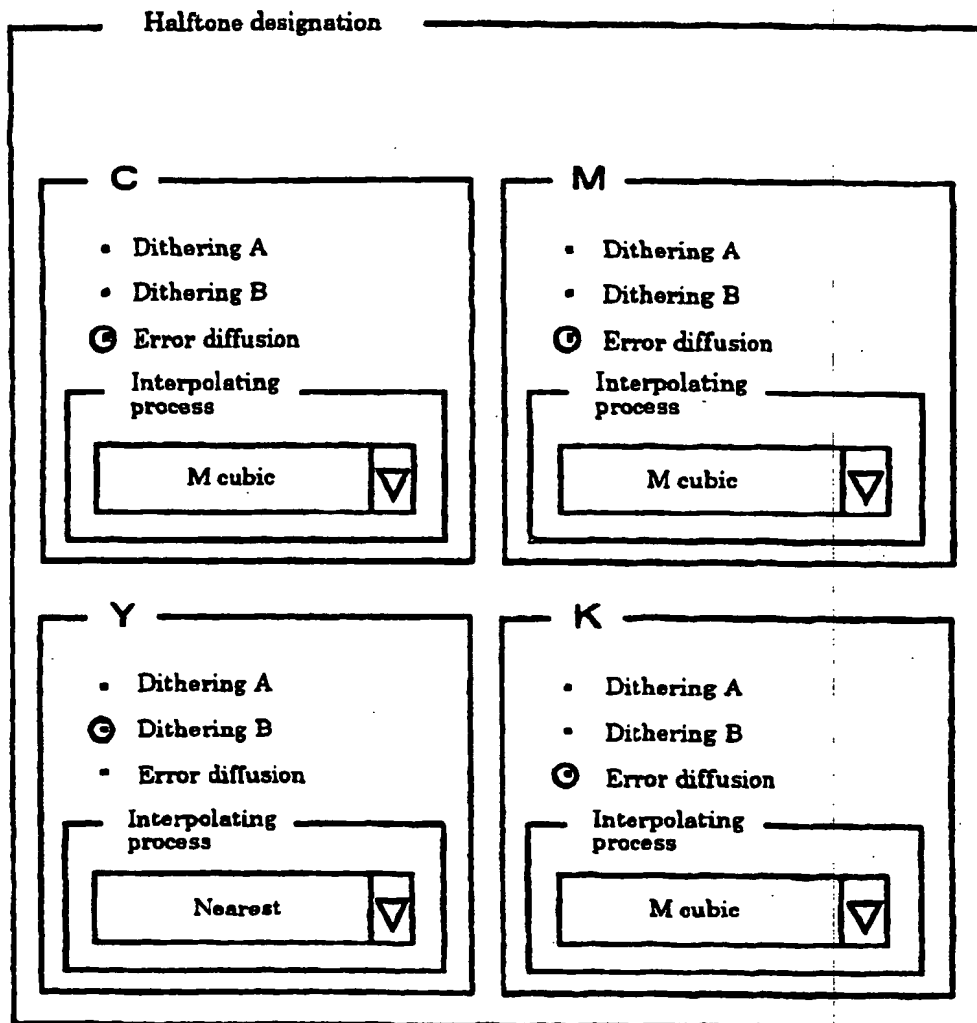 Halftone designation
C
Dithering A
Dithering B
Error diffusion
Interpolating
process
M cubic
M
Dithering A
Dithering B
Error diffusion
Interpolating
process
M cubic
Y
Dithering A
Dithering B
Error diffusion
Interpolating
process
Nearest
K
Dithering A
Dithering B
Error diffusion
Interpolating
process
M cubic